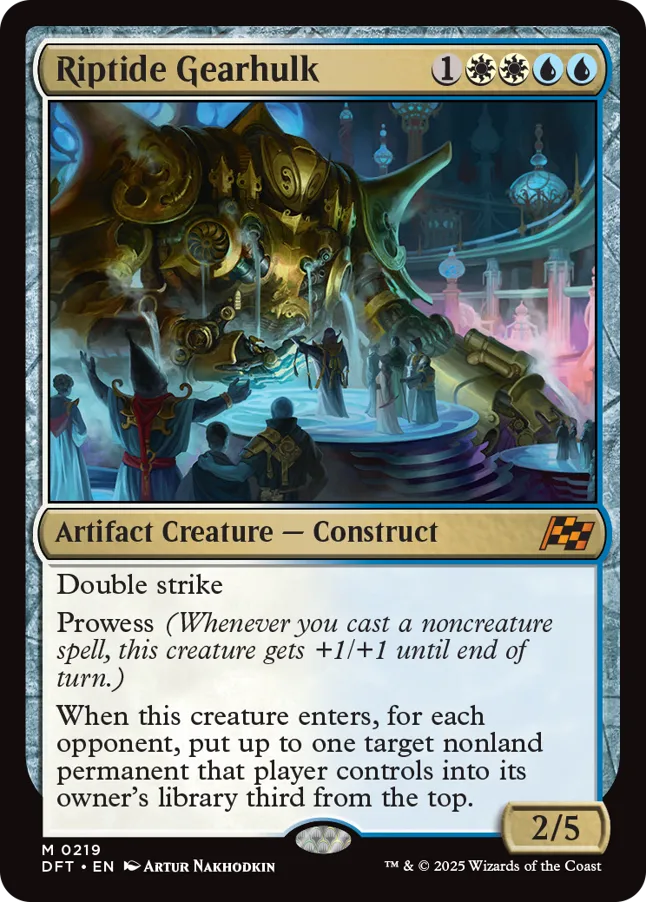 Riptide Gearhulk 1
Artifact Creature — Construct
Double strike
Prowess (Whenever you cast a noncreature
spell, this creature gets +1/+1 until end of
turn.)
When this creature enters, for each
opponent, put up to one target nonland
permanent that player controls into its
owner's library third from the top.
2/5
M 0219
DFT • EN Artur Nakhodkin
™ & © 2025 Wizards of the Coast